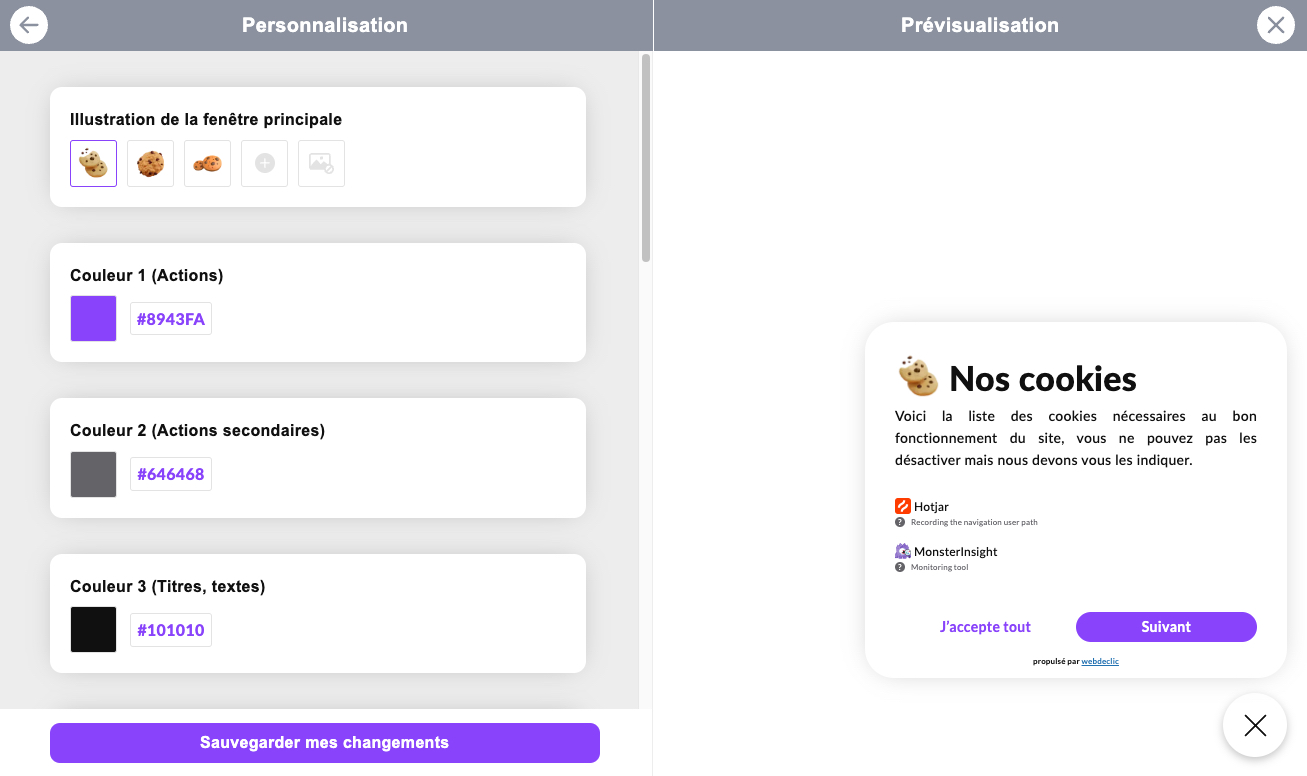 Personnalisation
Prévisualisation
Illustration de la fenêtre principale
Couleur 1 (Actions)
#8943FA
Couleur 2 (Actions secondaires)
#646468
Couleur 3 (Titres, textes)
#101010
Sauvegarder mes changements
Nos cookies
Voici la liste des cookies nécessaires au bon
fonctionnement du site, vous ne pouvez pas les
désactiver mais nous devons vous les indiquer.
Hotjar
? Recording the navigation user path
MonsterInsight
? Monitoring tool
J'accepte tout
Suivant
propulsé par webdeclic